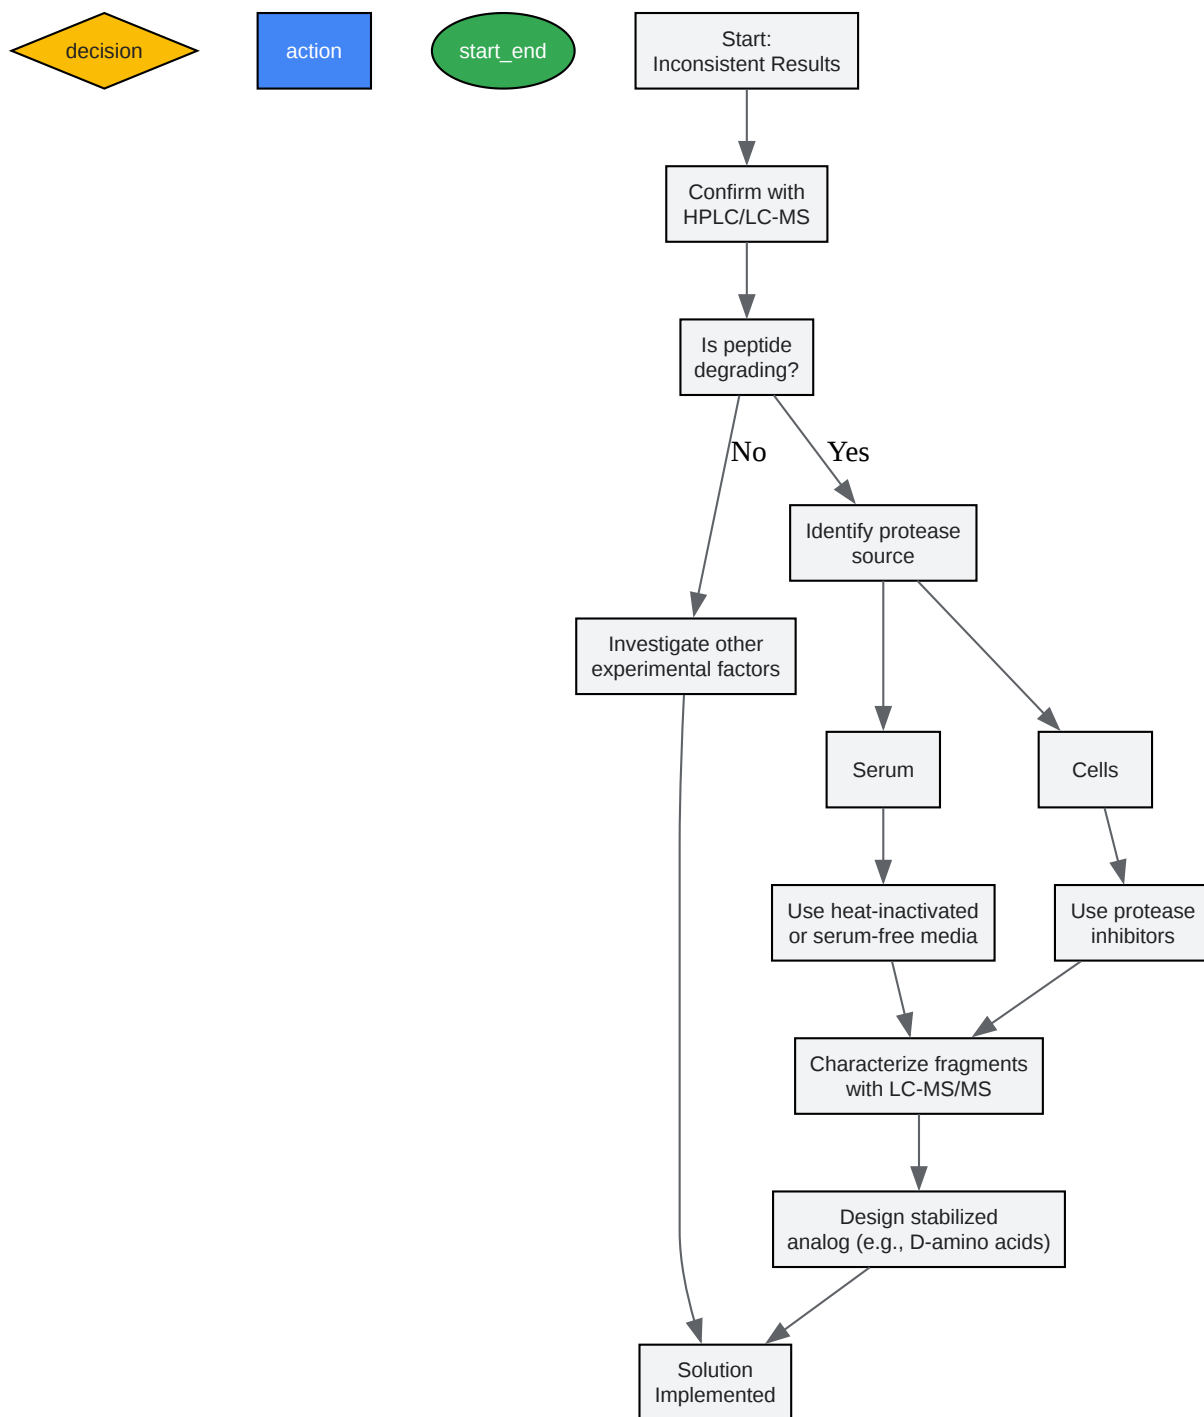 decision
action
start_end
Start:
Inconsistent Results
Confirm with
HPLC/LC-MS
Is peptide
degrading?
No
Yes
Identify protease
source
Investigate other
experimental factors
Serum
Cells
Use heat-inactivated
or serum-free media
Use protease
inhibitors
Characterize fragments
with LC-MS/MS
Design stabilized
analog (e.g., D-amino acids)
Solution
Implemented